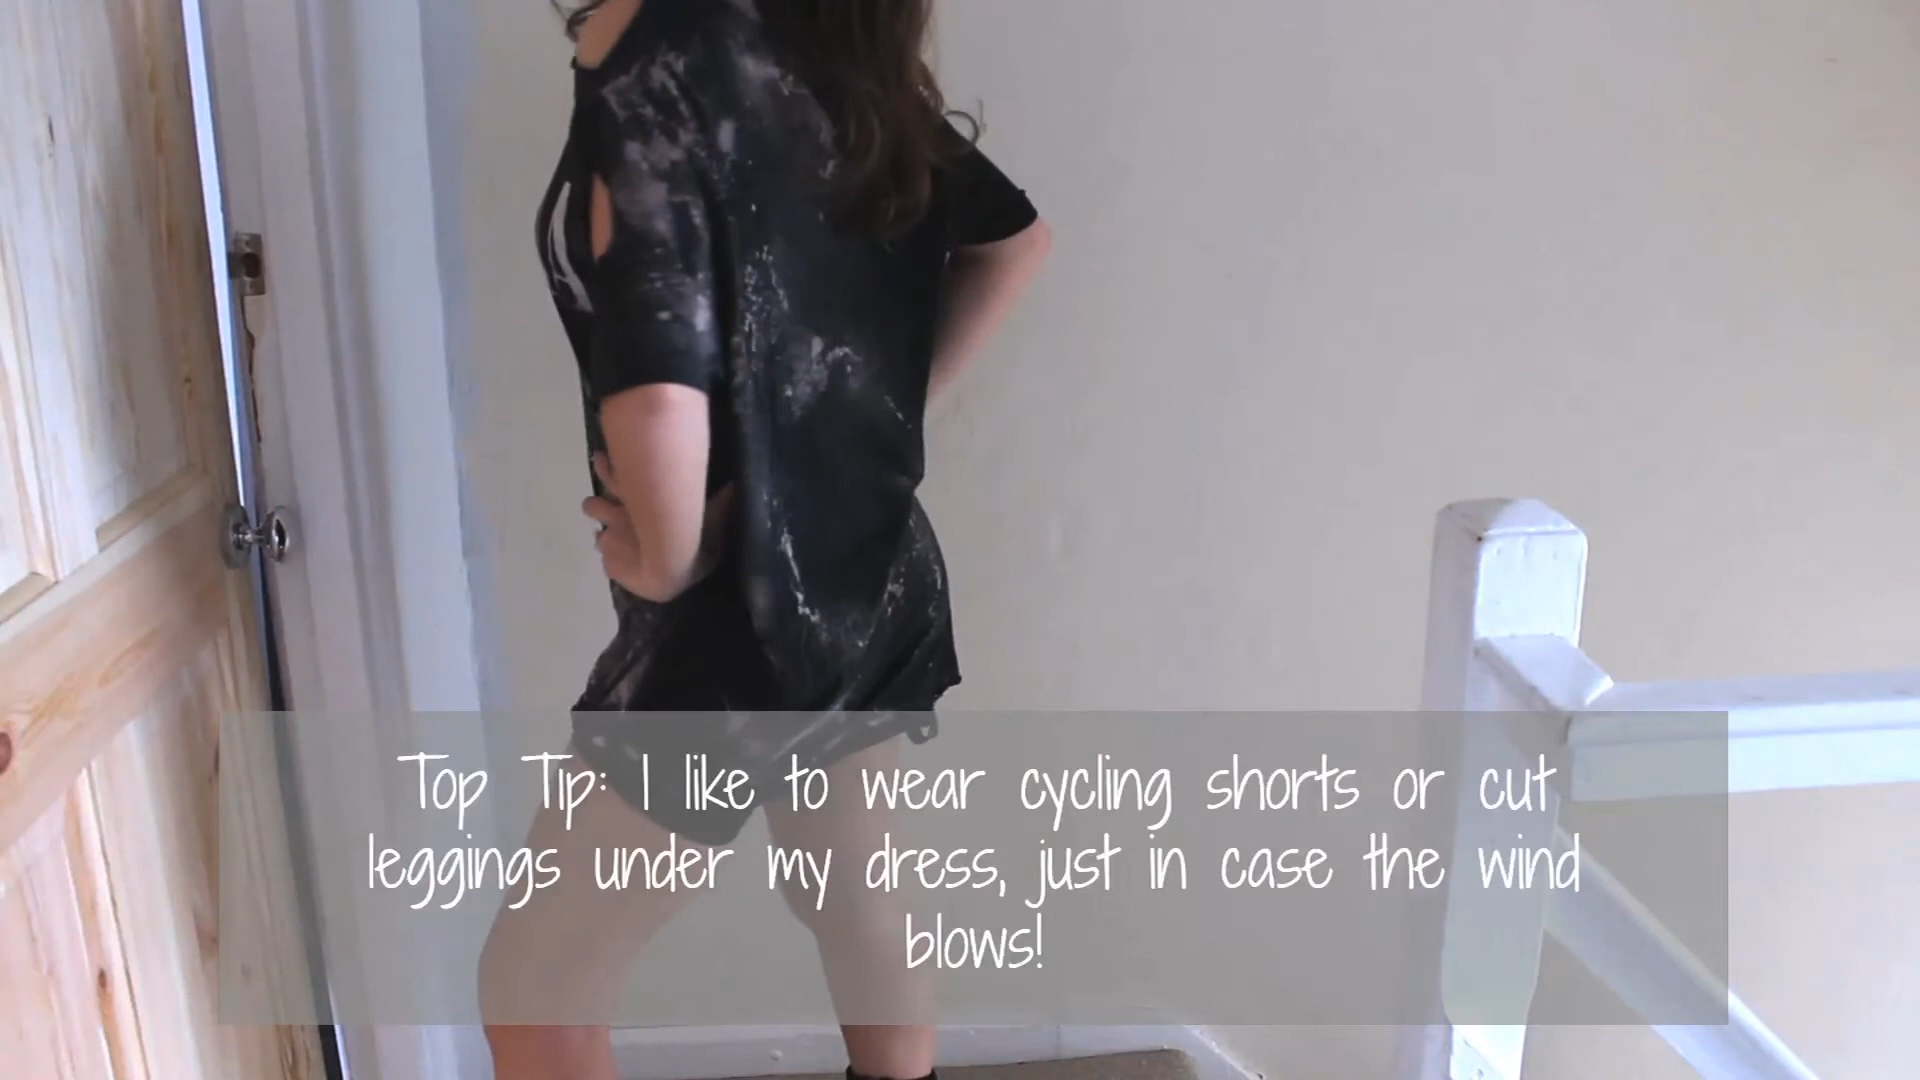 Top Tip: I like to wear cycling shorts or cut
leggings under my dress, just in case the wind
blows!